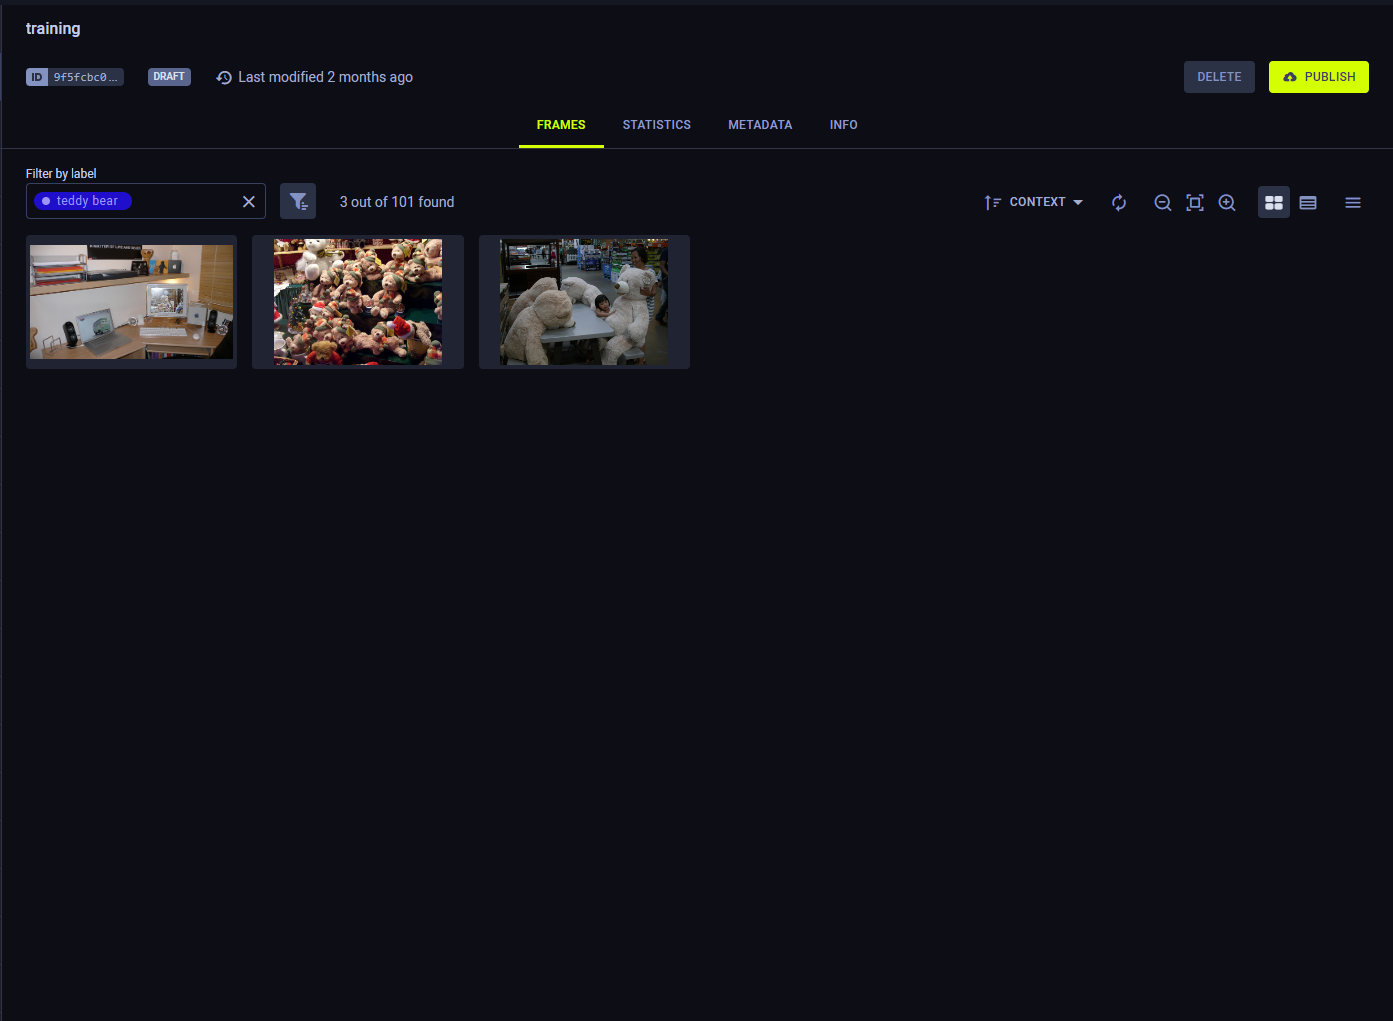 training
ID 9f5fcbc0...
DRAFT
Last modified 2 months ago
DELETE
PUBLISH
FRAMES
STATISTICS
METADATA
INFO
Filter by label
teddy bear
3 out of 101 found
CONTEXT